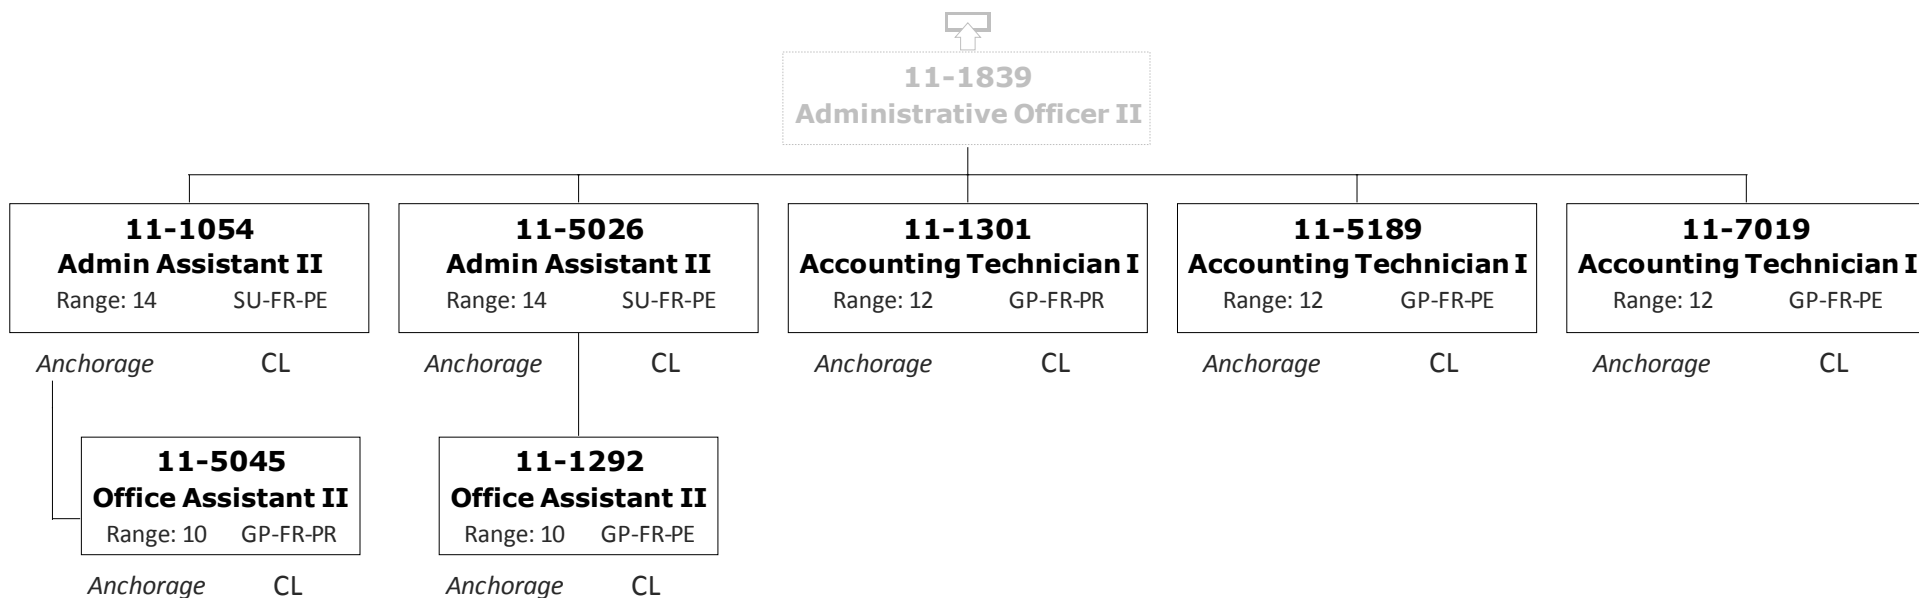 11-1839
Administrative Officer II
11-1054
Admin Assistant II
Range: 14 SU-FR-PE
Anchorage CL
11-5026
Admin Assistant II
Range: 14 SU-FR-PE
Anchorage CL
11-1301
Accounting Technician I
Range: 12 GP-FR-PR
Anchorage CL
11-5189
Accounting Technician I
Range: 12 GP-FR-PE
Anchorage CL
11-7019
Accounting Technician I
Range: 12 GP-FR-PE
Anchorage CL
11-5045
Office Assistant II
Range: 10 GP-FR-PR
Anchorage CL
11-1292
Office Assistant II
Range: 10 GP-FR-PE
Anchorage CL